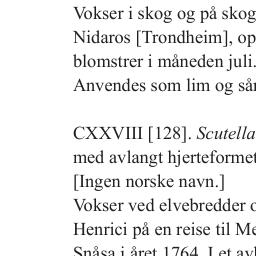 Vokser i skog og på skog
Nidaros [Trondheim], op
blomstrer i måneden juli.
Anvendes som lim og sår
CXXVIII [128]. Scutella
med avlangt hjerteformet
[Ingen norske navn.]
Vokser ved elvebredder o
Henrici på en reise til Me
Snåsa i året 1764. I et avl